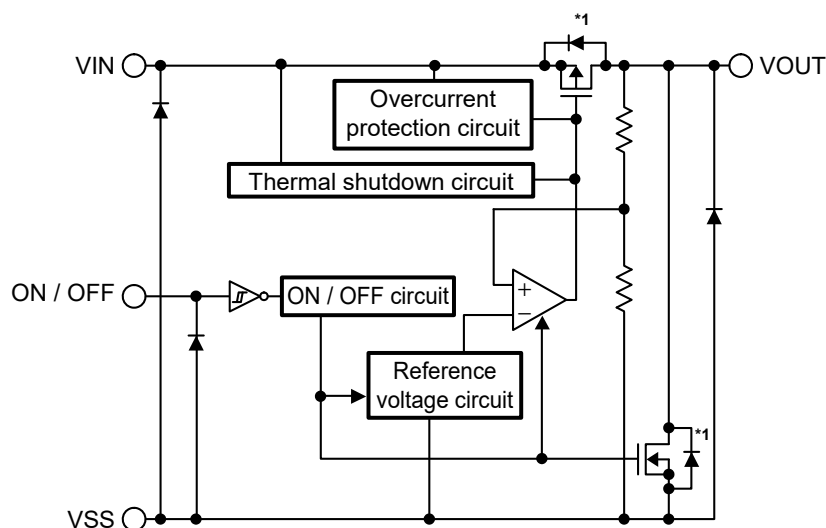 *1
VIN
VOUT
Overcurrent
protection circuit
Thermal shutdown circuit
ON / OFF
ON / OFF circuit
+
−
Reference
voltage circuit
*1
VSS